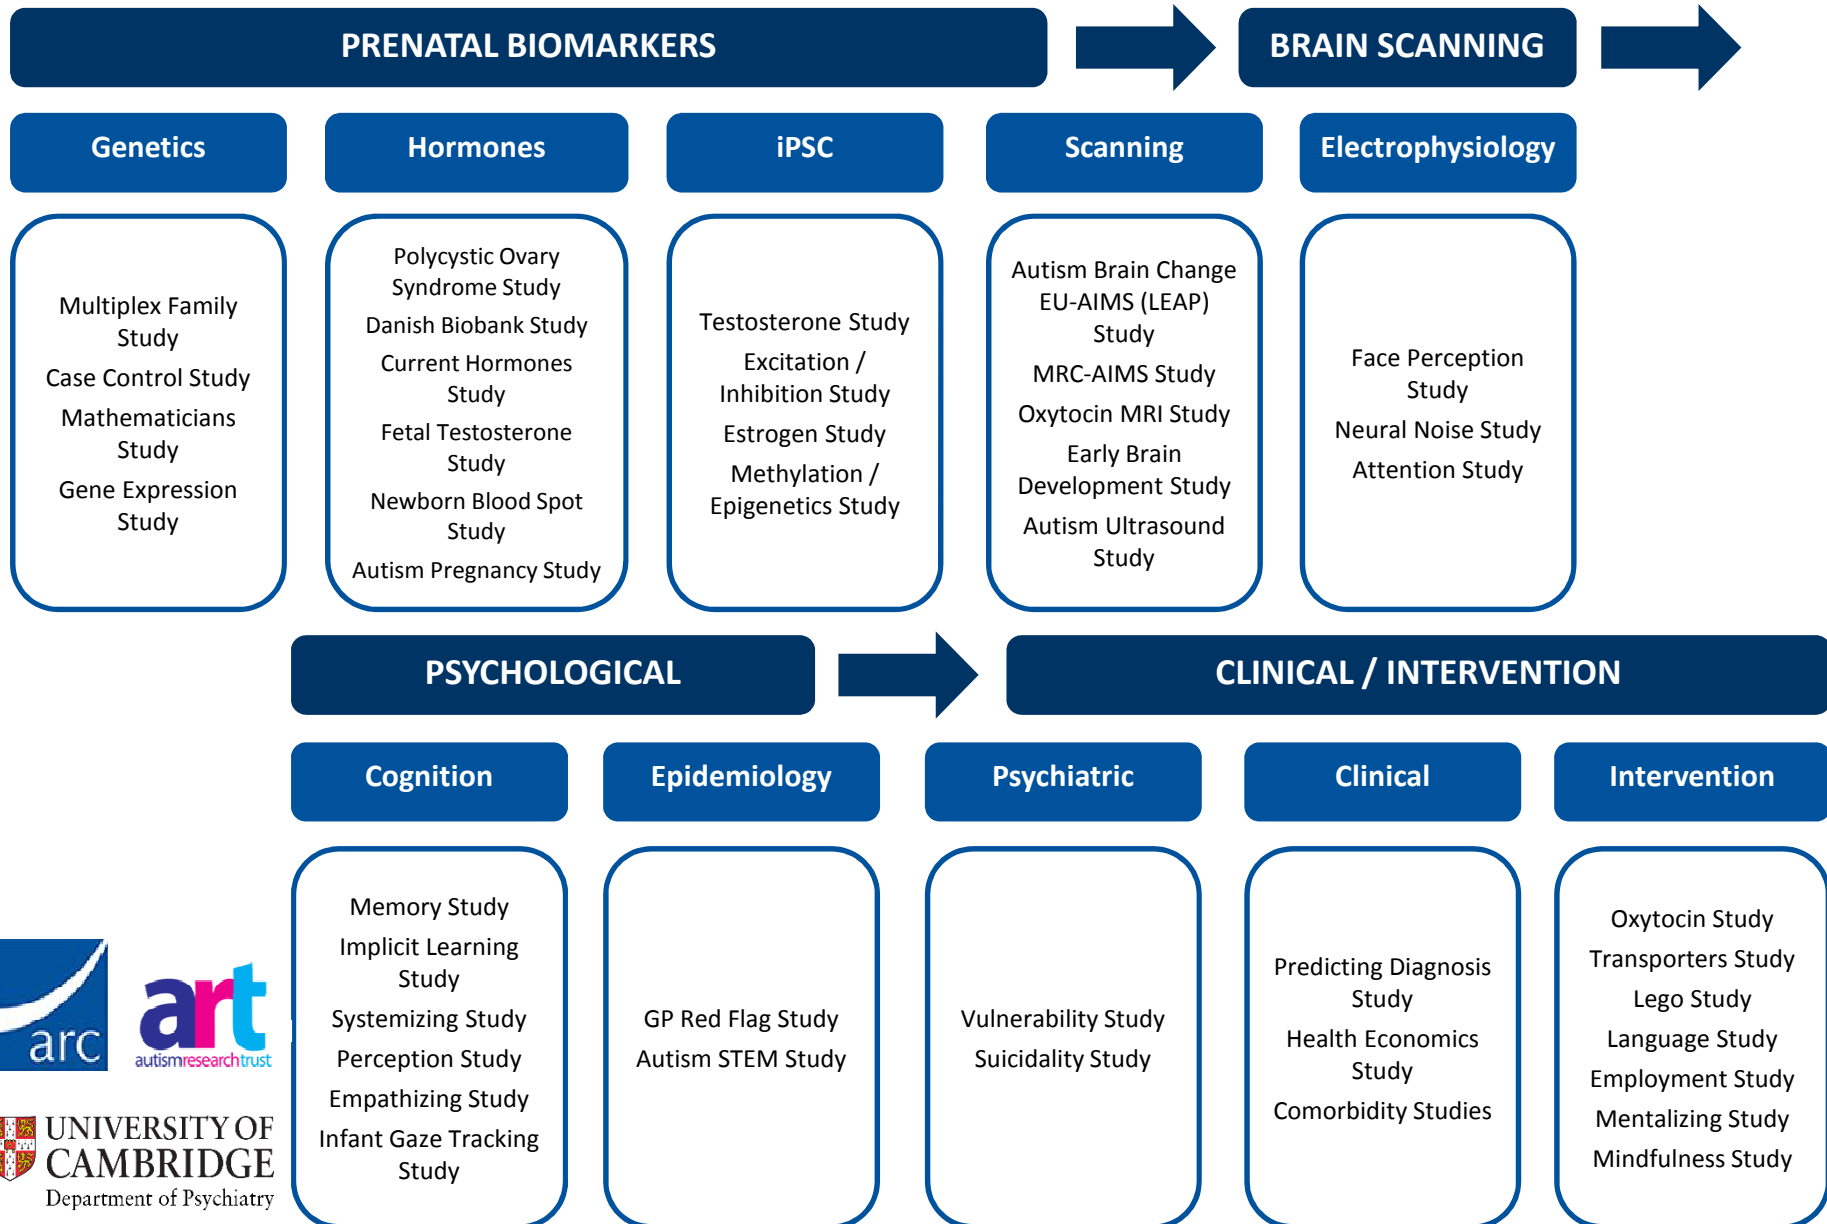 PRENATAL BIOMARKERS
BRAIN SCANNING
Genetics
Hormones
iPSC
Scanning
Electrophysiology
Multiplex Family
Study
Case Control Study
Mathematicians
Study
Gene Expression
Study
Polycystic Ovary
Syndrome Study
Danish Biobank Study
Current Hormones
Study
Fetal Testosterone
Study
Newborn Blood Spot
Study
Autism Pregnancy Study
Testosterone Study
Excitation /
Inhibition Study
Estrogen Study
Methylation /
Epigenetics Study
Autism Brain Change
EU-AIMS (LEAP)
Study
MRC-AIMS Study
Oxytocin MRI Study
Early Brain
Development Study
Autism Ultrasound
Study
Face Perception
Study
Neural Noise Study
Attention Study
PSYCHOLOGICAL
CLINICAL / INTERVENTION
Cognition
Epidemiology
Psychiatric
Clinical
Intervention
Memory Study
Implicit Learning
Study
Systemizing Study
Perception Study
Empathizing Study
Infant Gaze Tracking
Study
GP Red Flag Study
Autism STEM Study
Vulnerability Study
Suicidality Study
Predicting Diagnosis
Study
Health Economics
Study
Comorbidity Studies
Oxytocin Study
Transporters Study
Lego Study
Language Study
Employment Study
Mentalizing Study
Mindfulness Study
arc
art
autismresearchtrust
UNIVERSITY OF
CAMBRIDGE
Department of Psychiatry